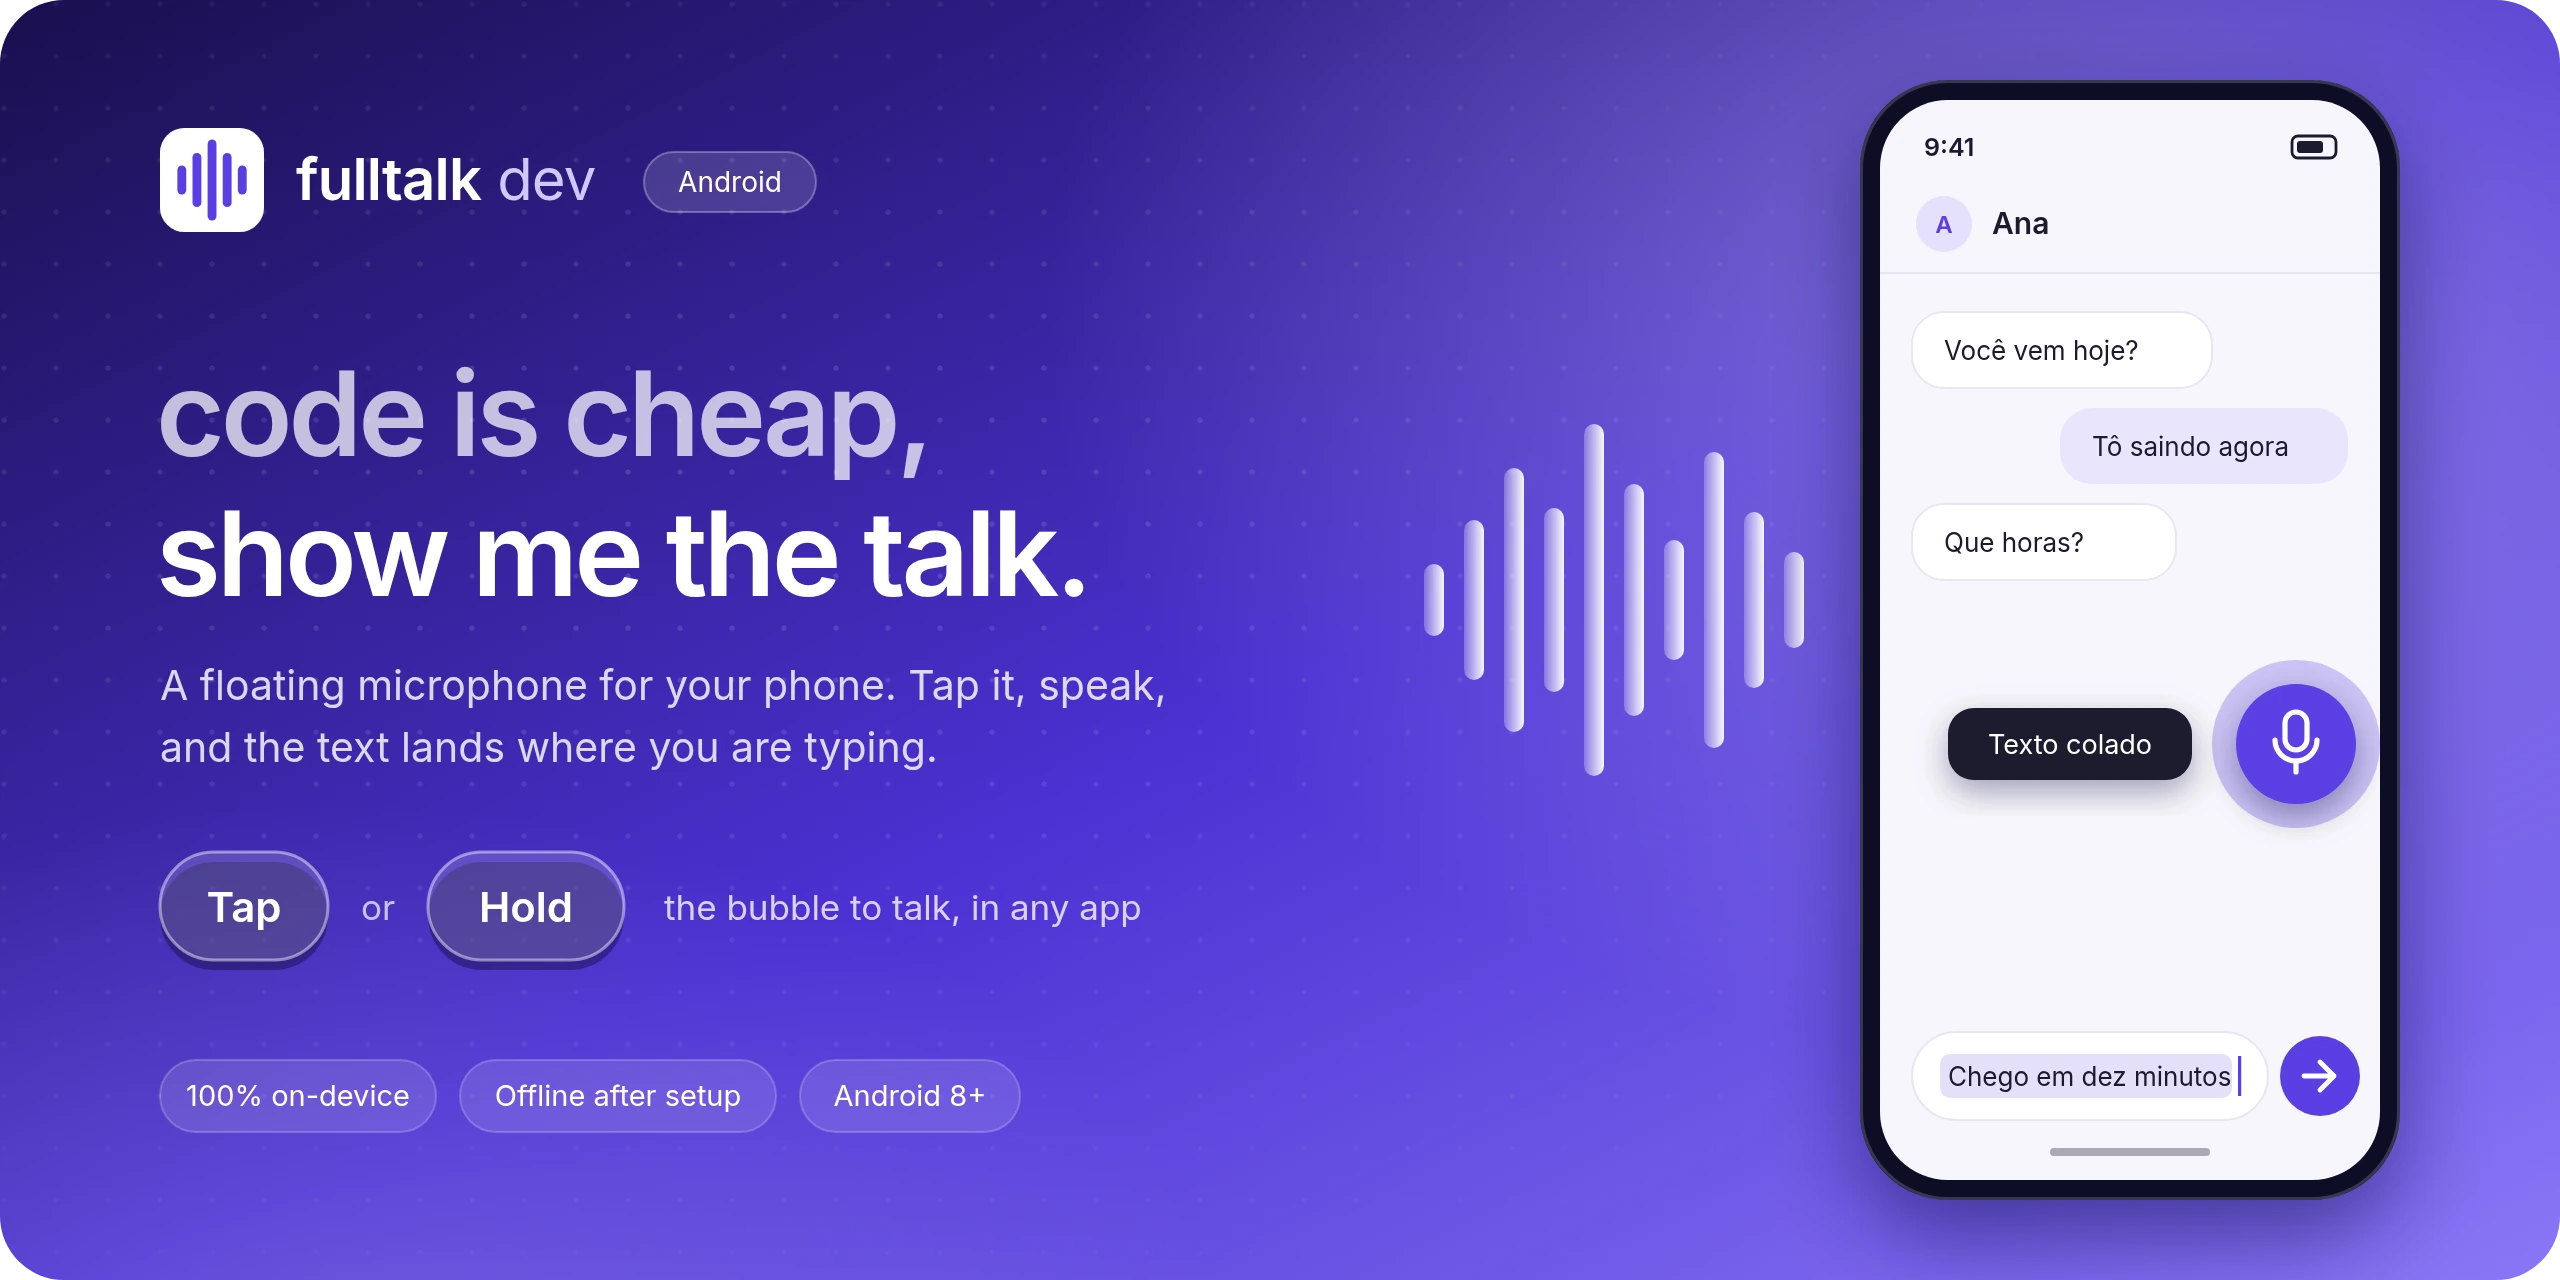 fulltalk dev
Android
code is cheap,
show me the talk.
A floating microphone for your phone. Tap it, speak,
and the text lands where you are typing.
Tap or Hold the bubble to talk, in any app
100% on-device
Offline after setup
Android 8+
9:41
A
Ana
Você vem hoje?
Tô saindo agora
Que horas?
Texto colado
Chego em dez minutos